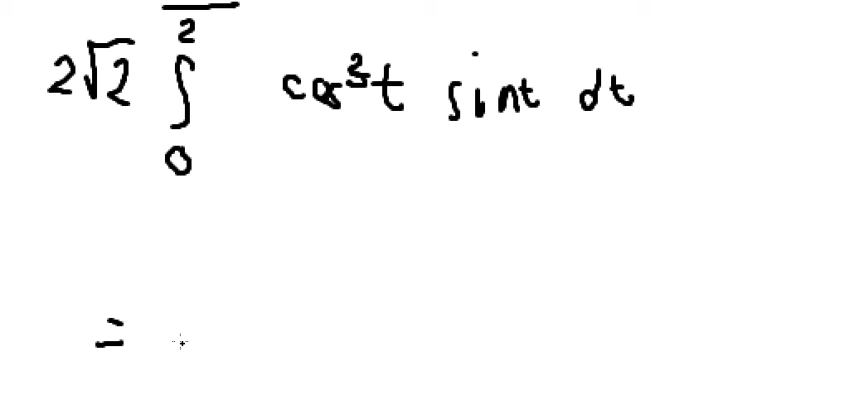 2√2 ∫₀² cos³t sint dt
=